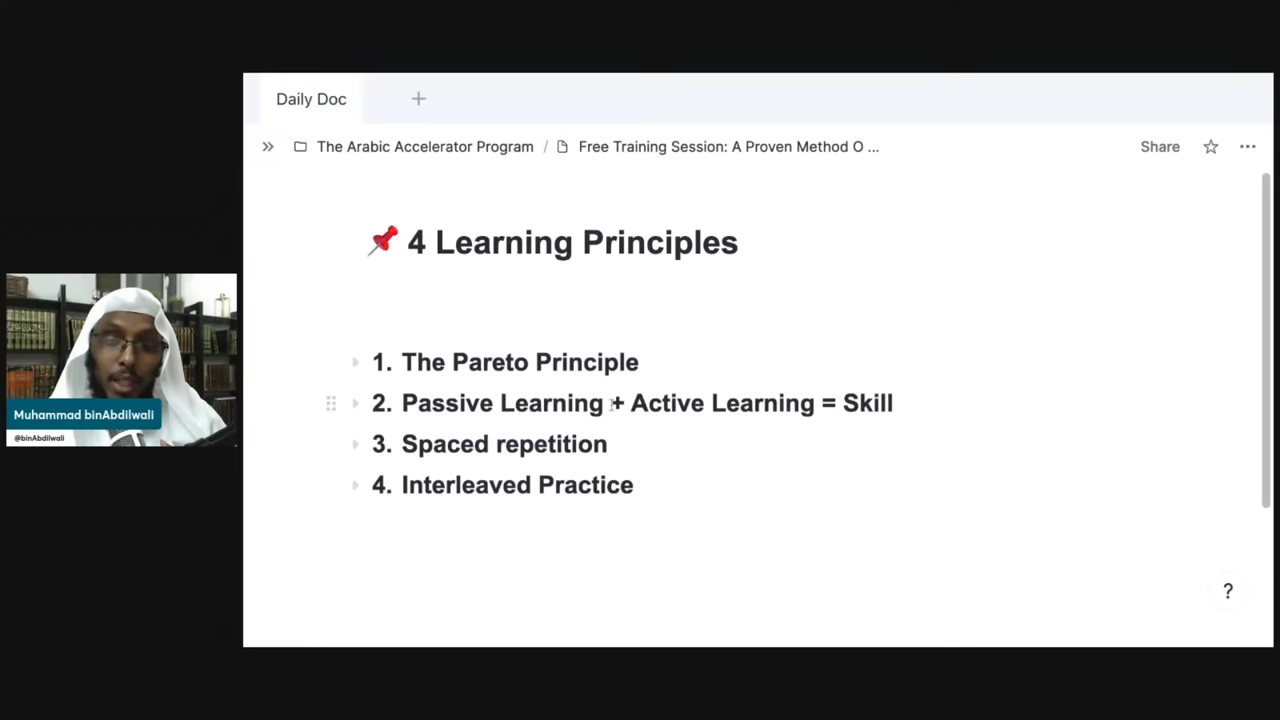 Daily Doc
The Arabic Accelerator Program / Free Training Session: A Proven Method O ...
Share
📌 4 Learning Principles
1. The Pareto Principle
2. Passive Learning + Active Learning = Skill
3. Spaced repetition
4. Interleaved Practice
Muhammad binAbdilwali
@binAbdilwali
?